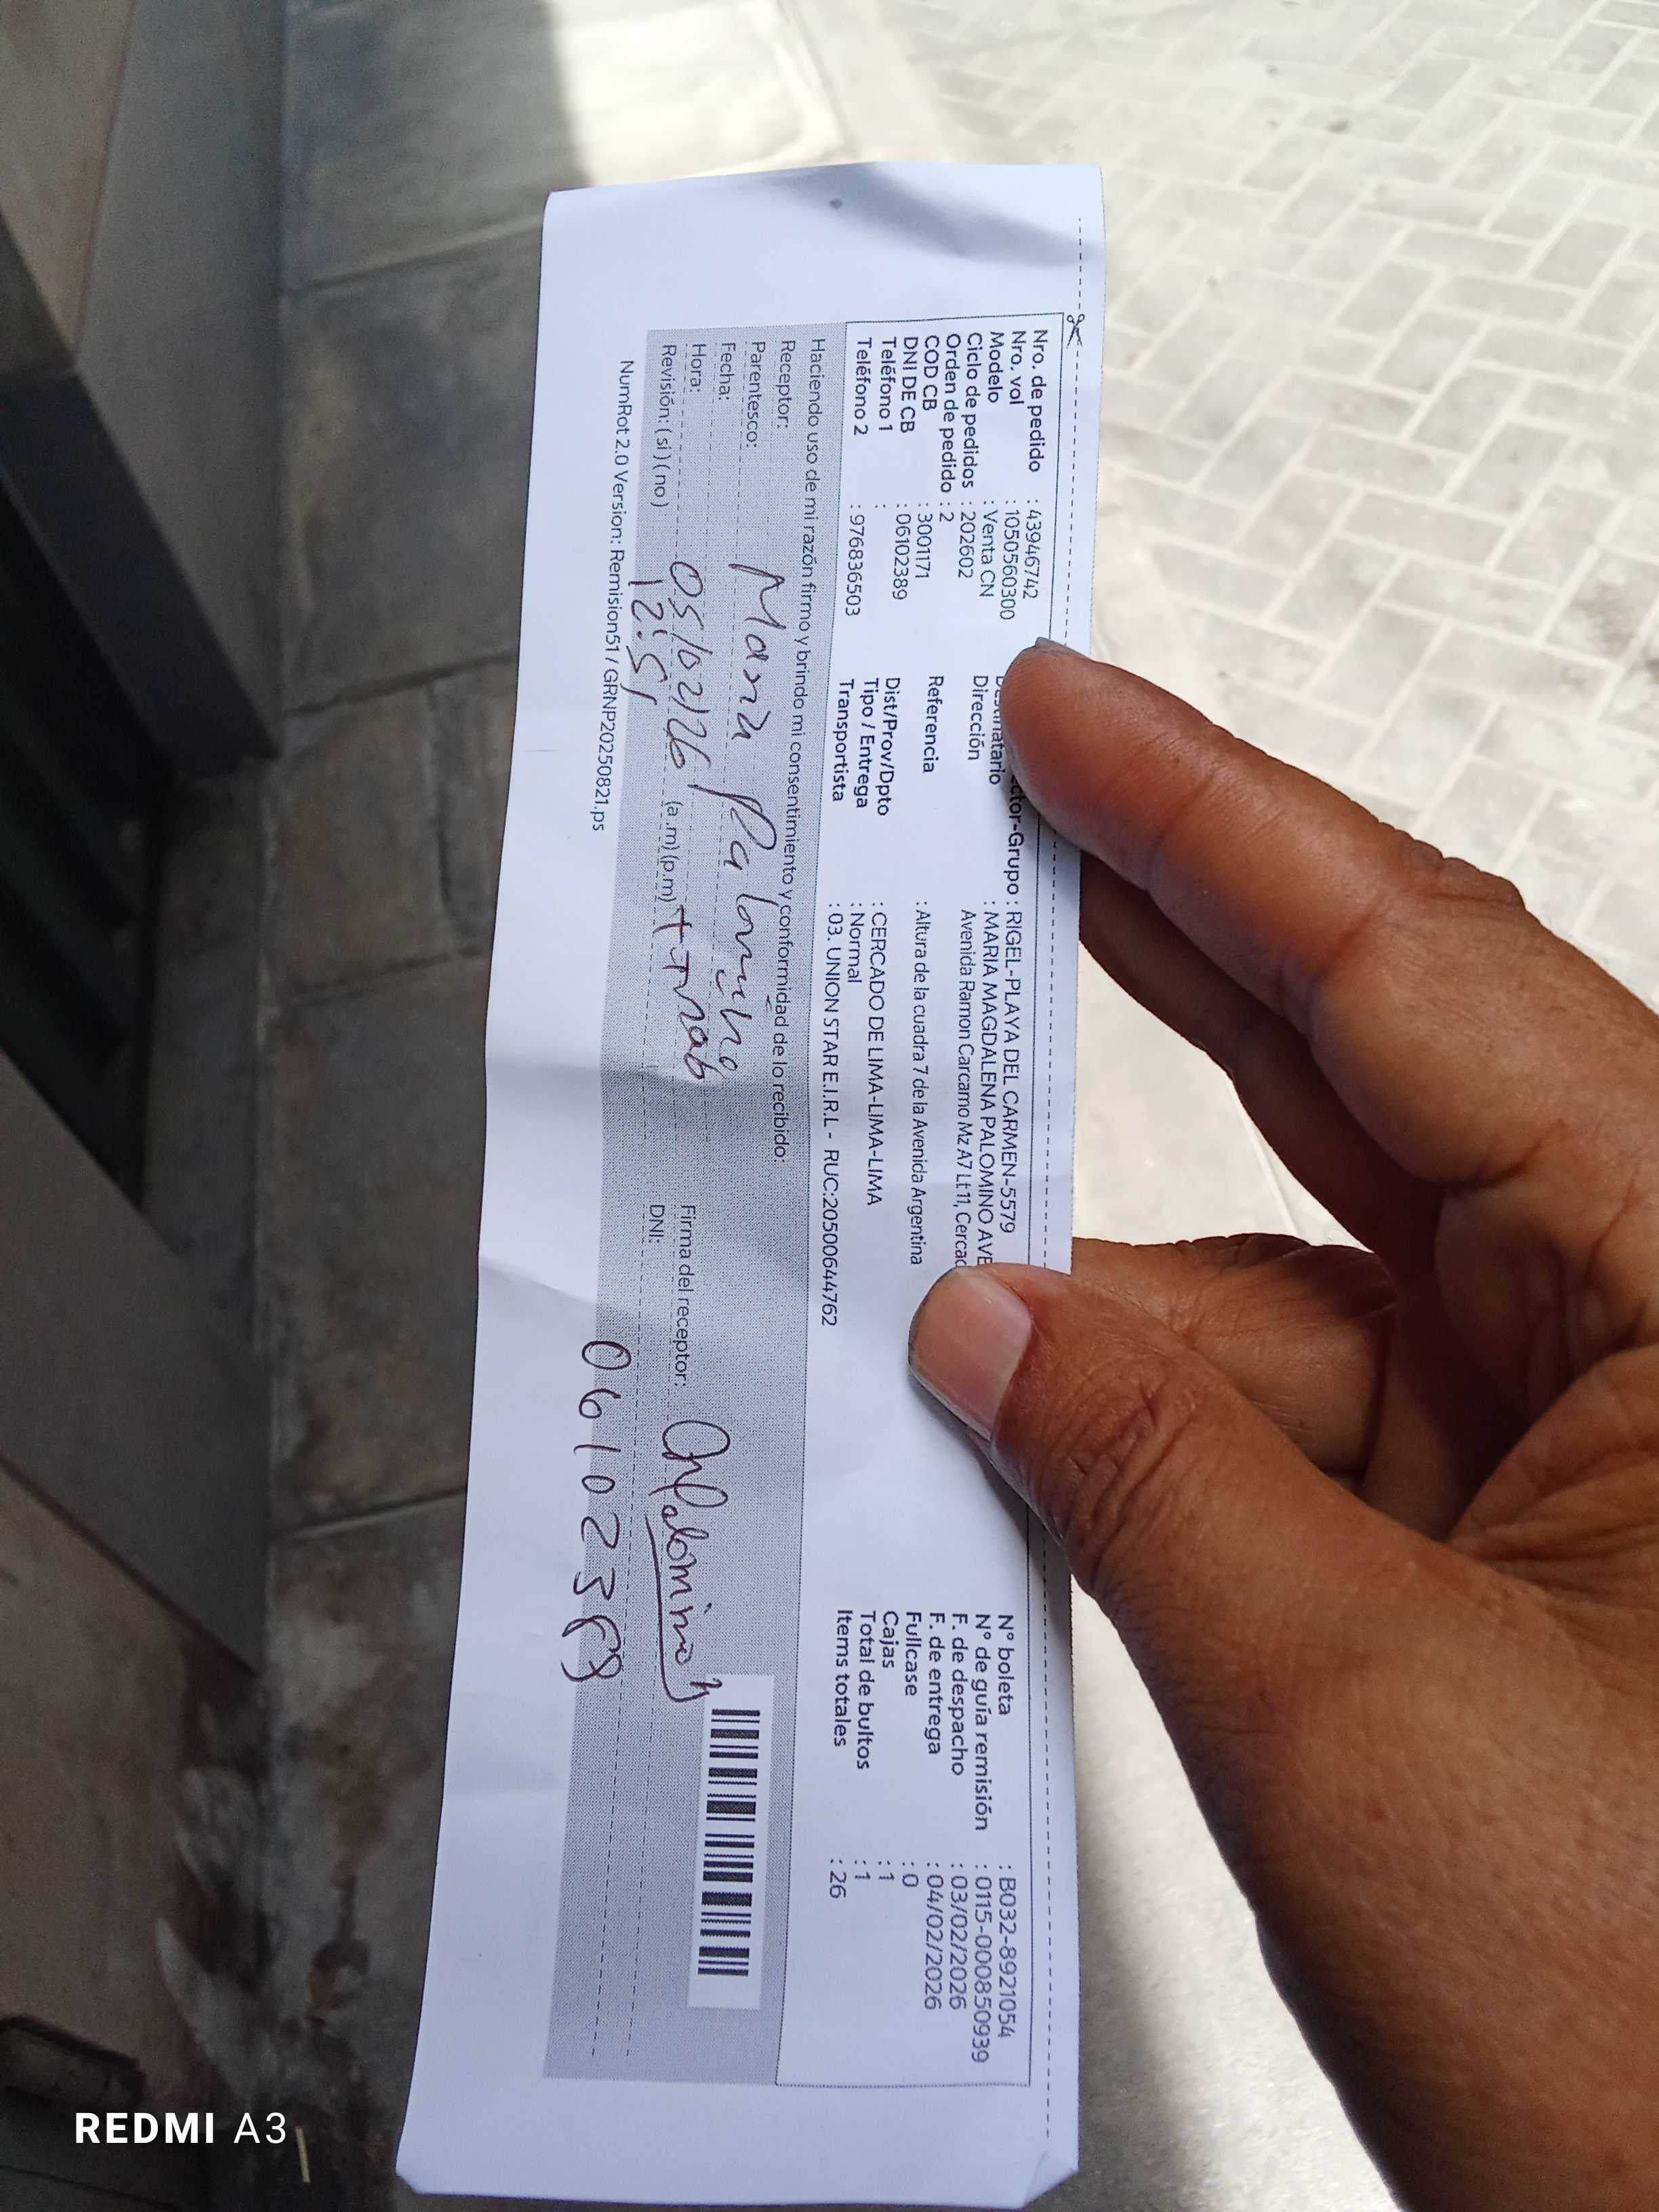 Nro. de pedido : 43946742
Nro. vol : 1050560300
Modelo : Venta CN
Ciclo de pedidos : 202602
Orden de pedido : 2
COD CB : 3001171
DNI DE CB : 06102389
Teléfono 1 :
Teléfono 2 : 976836503
ctor-Grupo : RIGEL-PLAYA DEL CARMEN-5579
Destinatario : MARIA MAGDALENA PALOMINO AVE
Dirección Avenida Ramon Carcamo Mz A7 Lt 11, Cercad
Referencia : Altura de la cuadra 7 de la Avenida Argentina
Dist/Prov/Dpto : CERCADO DE LIMA-LIMA-LIMA
Tipo / Entrega : Normal
Transportista : 03. UNION STAR E.I.R.L - RUC:20500644762
N° boleta : B032-8921054
N° de guía remisión : 0115-000850939
F. de despacho : 03/02/2026
F. de entrega : 04/02/2026
Fullcase : 0
Cajas : 1
Total de bultos : 1
Items totales : 26
Haciendo uso de mi razón firmo y brindo mi consentimiento y conformidad de lo recibido:
Receptor: Maria Palomino
Parentesco:
Fecha: 05/02/26
Hora: 12:51 (a.m) (p.m)
Revisión: ( si ) ( no )
Firma del receptor: Palomino
DNI: 06102389
NumRot 2.0 Version: Remision51 / GRNP20250821.ps
REDMI A3